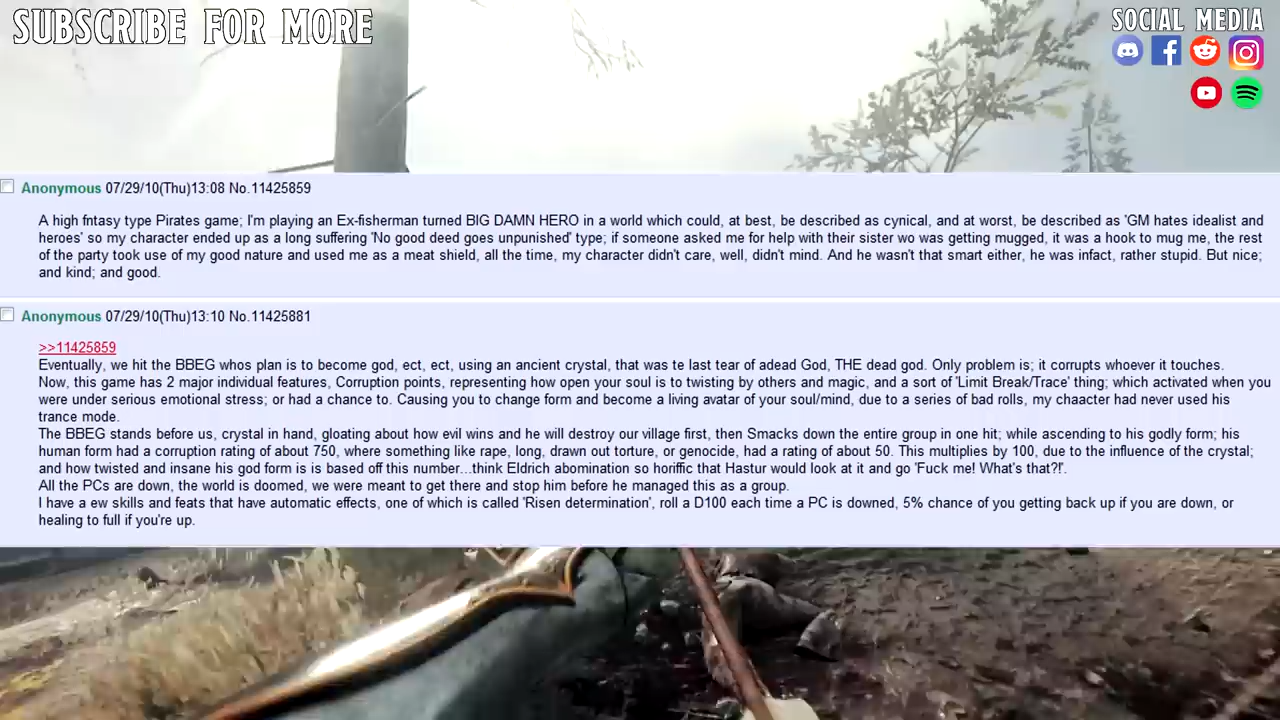 SUBSCRIBE FOR MORE
SOCIAL MEDIA
Anonymous 07/29/10(Thu)13:08 No.11425859
A high fntasy type Pirates game; I'm playing an Ex-fisherman turned BIG DAMN HERO in a world which could, at best, be described as cynical, and at worst, be described as 'GM hates idealist and
heroes' so my character ended up as a long suffering 'No good deed goes unpunished' type; if someone asked me for help with their sister wo was getting mugged, it was a hook to mug me, the rest
of the party took use of my good nature and used me as a meat shield, all the time, my character didn't care, well, didn't mind. And he wasn't that smart either, he was infact, rather stupid. But nice;
and kind; and good.
Anonymous 07/29/10(Thu)13:10 No.11425881
>>11425859
Eventually, we hit the BBEG whos plan is to become god, ect, ect, using an ancient crystal, that was te last tear of adead God, THE dead god. Only problem is; it corrupts whoever it touches.
Now, this game has 2 major individual features, Corruption points, representing how open your soul is to twisting by others and magic, and a sort of 'Limit Break/Trace' thing; which activated when you
were under serious emotional stress; or had a chance to. Causing you to change form and become a living avatar of your soul/mind, due to a series of bad rolls, my chaacter had never used his
trance mode.
The BBEG stands before us, crystal in hand, gloating about how evil wins and he will destroy our village first, then Smacks down the entire group in one hit; while ascending to his godly form; his
human form had a corruption rating of about 750, where something like rape, long, drawn out torture, or genocide, had a rating of about 50. This multiplies by 100, due to the influence of the crystal;
and how twisted and insane his god form is is based off this number...think Eldrich abomination so horiffic that Hastur would look at it and go 'Fuck me! What's that?!'.
All the PCs are down, the world is doomed, we were meant to get there and stop him before he managed this as a group.
I have a ew skills and feats that have automatic effects, one of which is called 'Risen determination', roll a D100 each time a PC is downed, 5% chance of you getting back up if you are down, or
healing to full if you're up.